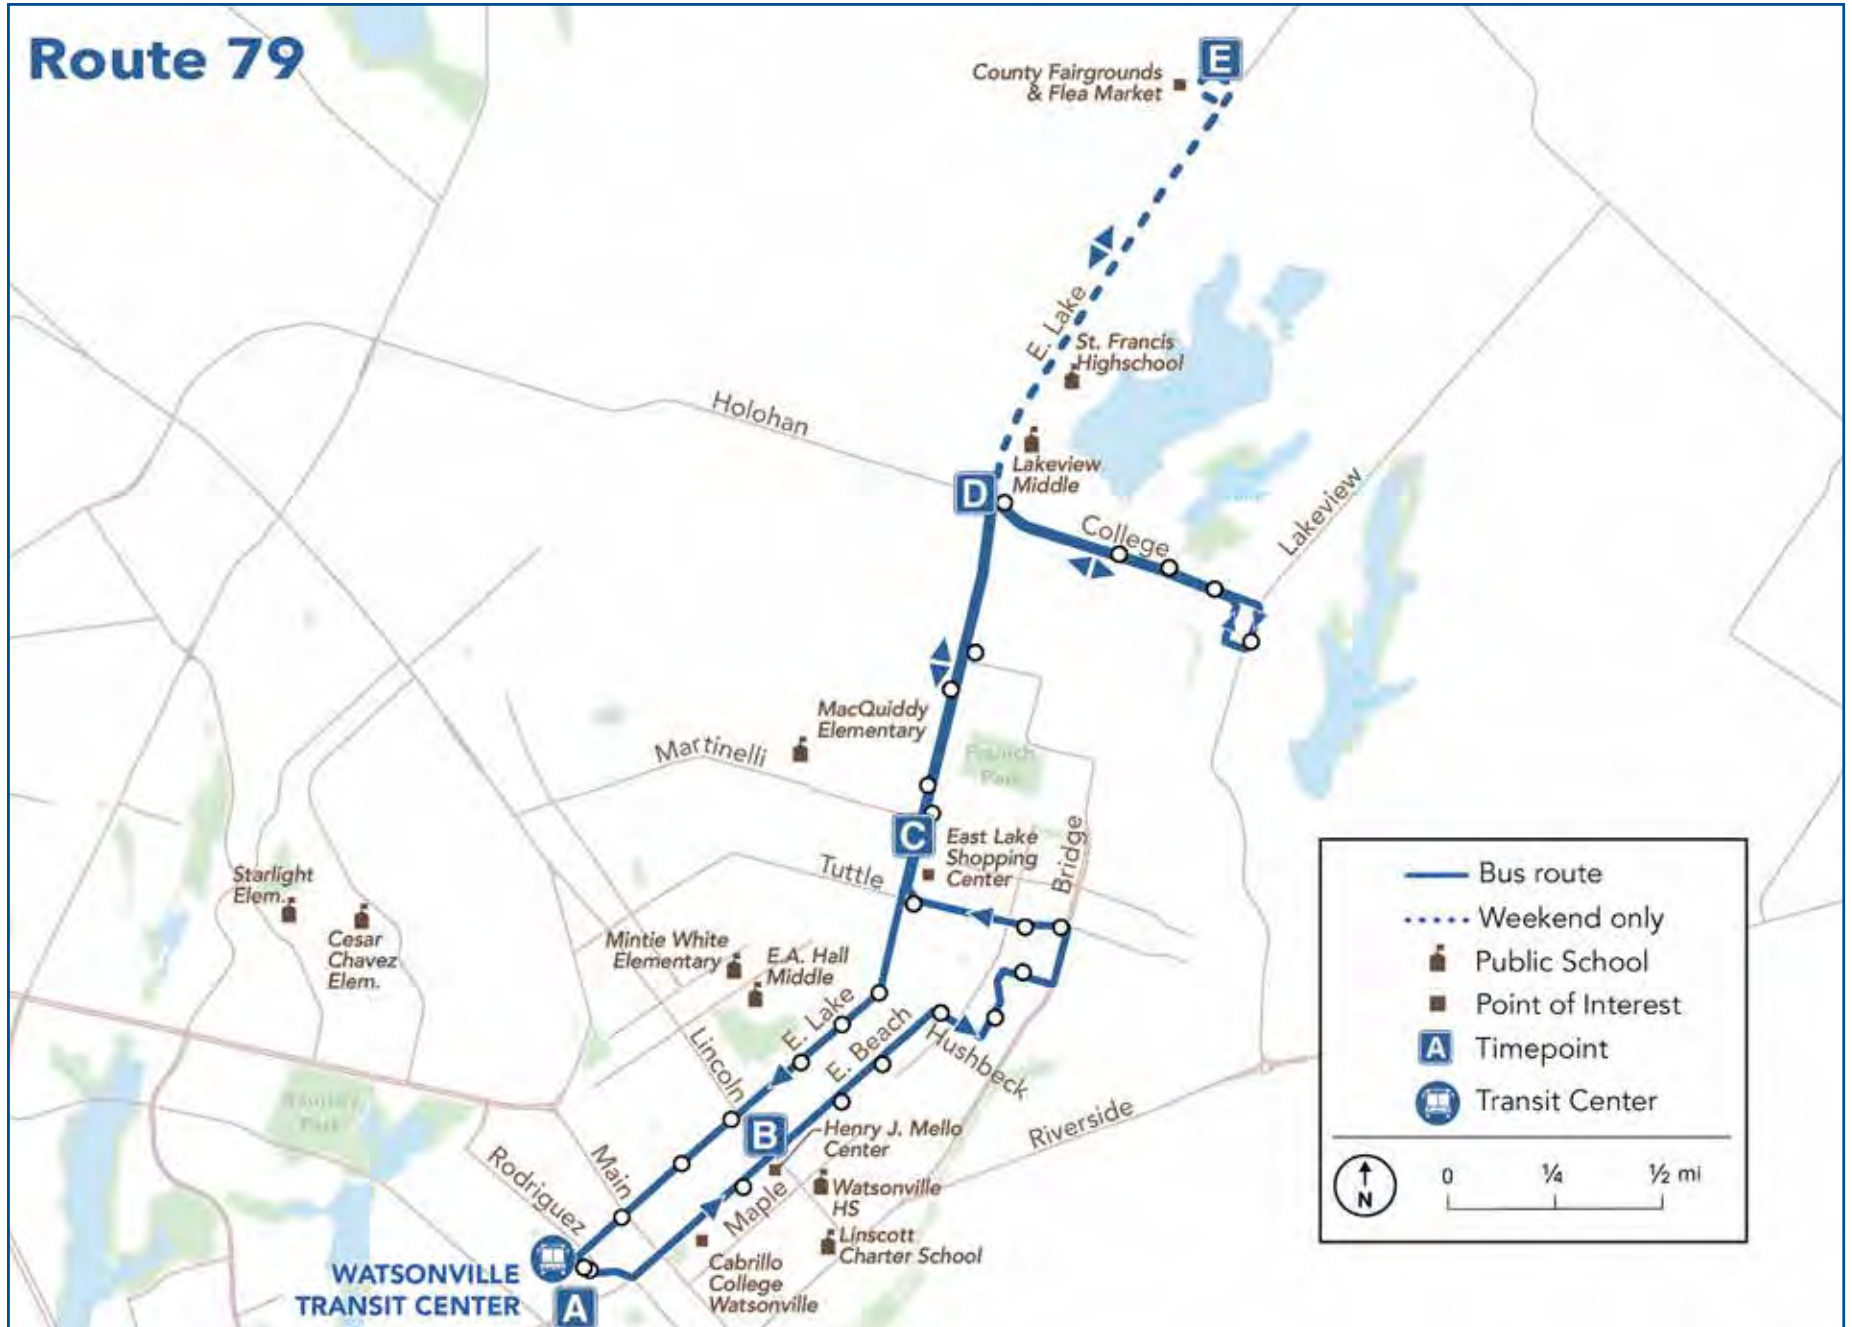 Route 79
E
County Fairgrounds
& Flea Market
E. Lake
St. Francis
Highschool
Holohan
Lakeview
Middle
D
College
Lakeview
MacQuiddy
Elementary
Martinelli
C
East Lake
Shopping
Center
Bridge
Tuttle
Starlight
Elem.
Cesar
Chavez
Elem.
Mintie White
Elementary
E.A. Hall
Middle
E. Lake
E. Beach
Hushbeck
Lincoln
B
Henry J. Mello
Center
Riverside
Main
Rodriguez
Maple
Watsonville
HS
Linscott
Charter School
Cabrillo
College
Watsonville
WATSONVILLE
TRANSIT CENTER
A
Bus route
Weekend only
Public School
Point of Interest
A Timepoint
Transit Center
N
0 ¼ ½ mi